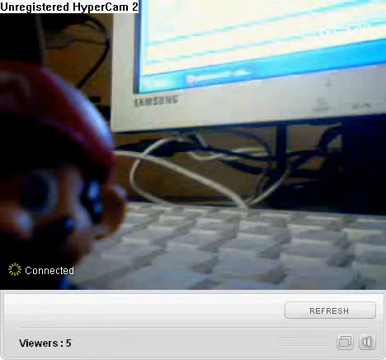 Unregistered HyperCam 2
SAMSUNG
Connected
REFRESH
Viewers : 5